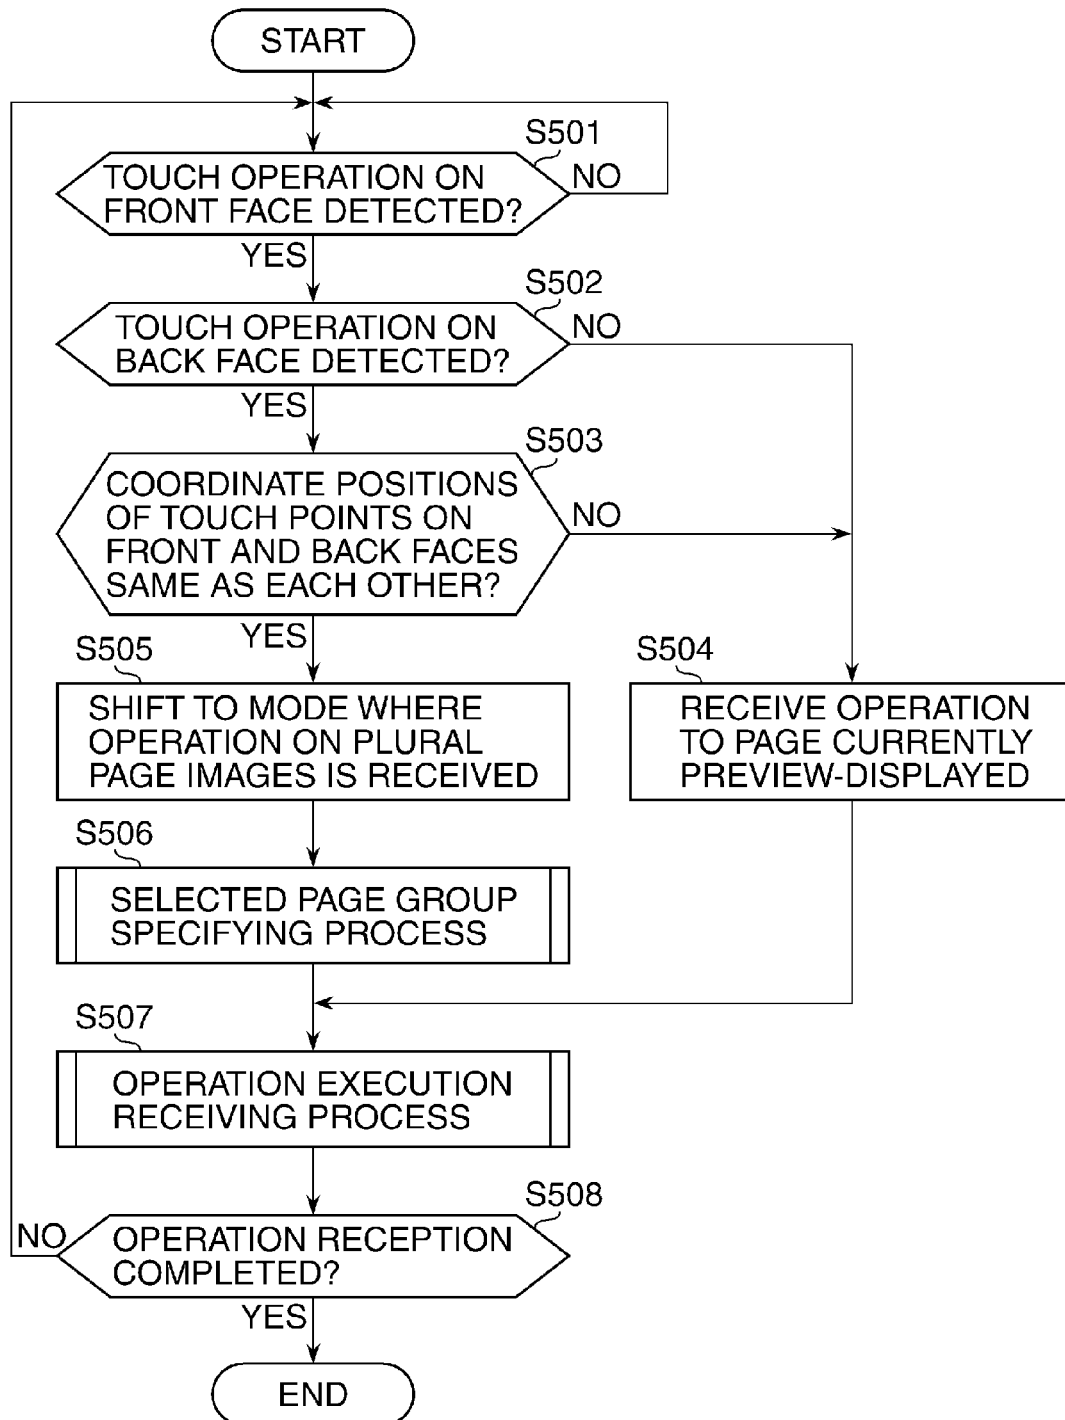 START
S501
TOUCH OPERATION ON
FRONT FACE DETECTED?
NO
YES
S502
TOUCH OPERATION ON
BACK FACE DETECTED?
NO
YES
S503
COORDINATE POSITIONS
OF TOUCH POINTS ON
FRONT AND BACK FACES
SAME AS EACH OTHER?
NO
YES
S505
SHIFT TO MODE WHERE
OPERATION ON PLURAL
PAGE IMAGES IS RECEIVED
S504
RECEIVE OPERATION
TO PAGE CURRENTLY
PREVIEW-DISPLAYED
S506
SELECTED PAGE GROUP
SPECIFYING PROCESS
S507
OPERATION EXECUTION
RECEIVING PROCESS
S508
NO
OPERATION RECEPTION
COMPLETED?
YES
END